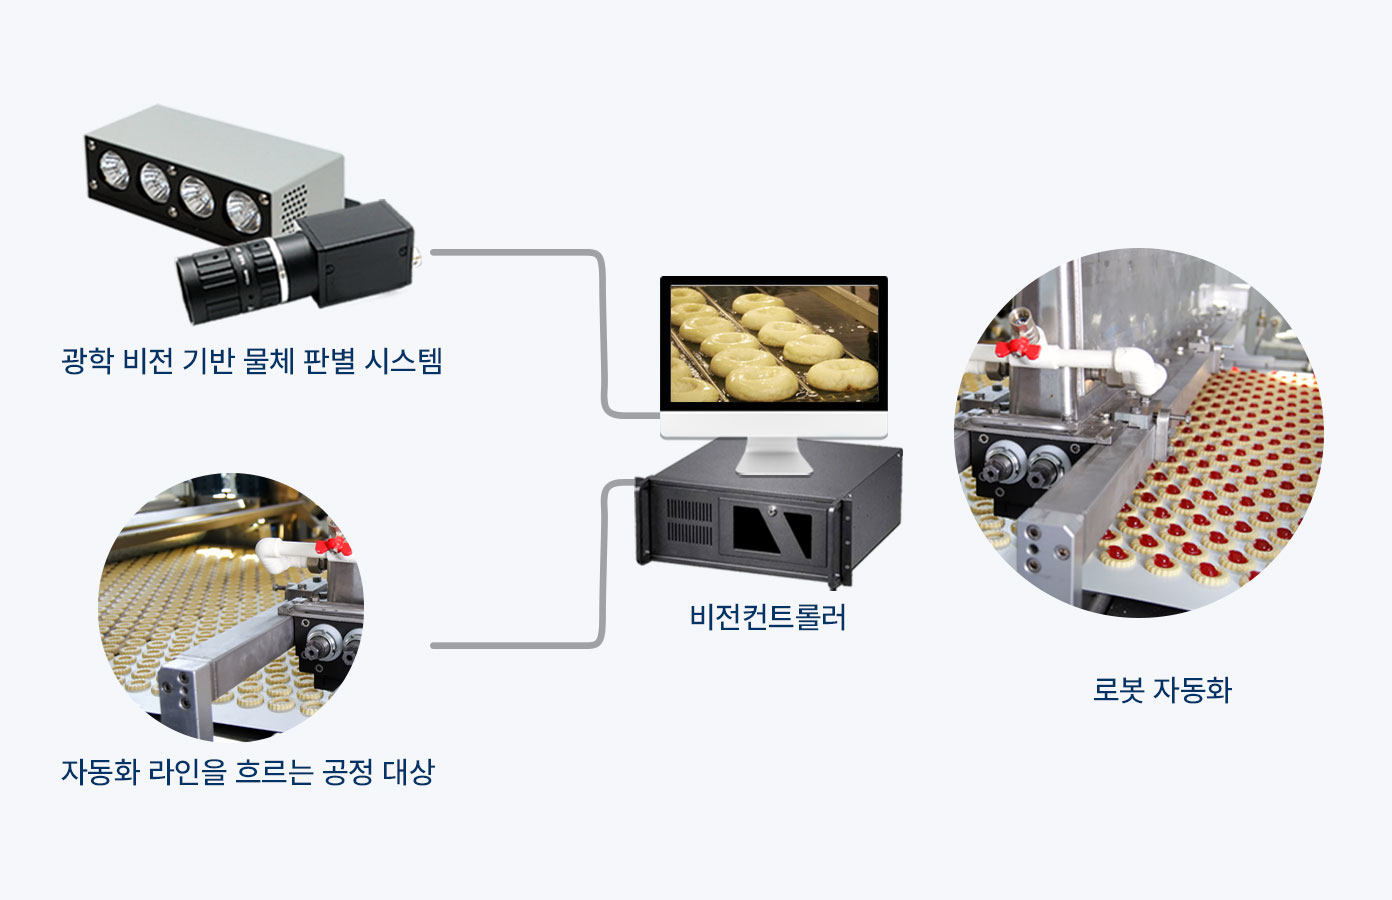 광학 비전 기반 물체 판별 시스템
비전컨트롤러
로봇 자동화
자동화 라인을 흐르는 공정 대상